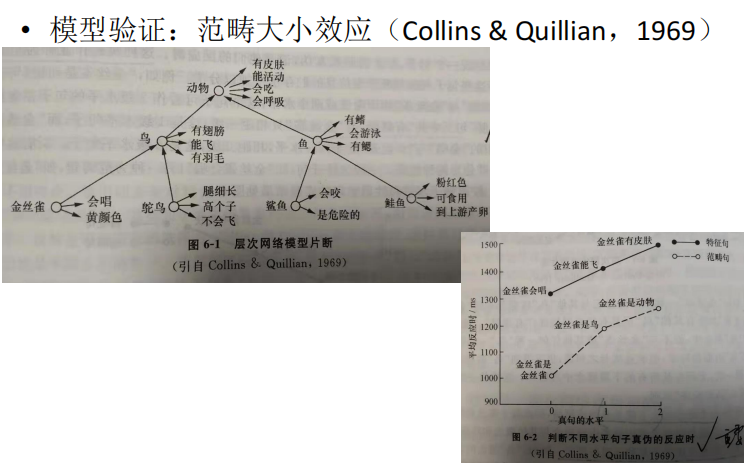 • 模型验证：范畴大小效应（Collins & Quillian，1969）
动物
有皮肤
能活动
会吃
会呼吸
鸟
有翅膀
能飞
有羽毛
鱼
有鳍
会游泳
有鳃
金丝雀
会唱
黄颜色
鸵鸟
腿细长
高个子
不会飞
鲨鱼
会咬
是危险的
鲑鱼
粉红色
可食用
到上游产卵
图 6-1 层次网络模型片断
（引自 Collins & Quillian, 1969）
1500
1400
1300
1200
1100
1000
900
平均反应时/ms
金丝雀有皮肤
金丝雀能飞
金丝雀会唱
特征句
范畴句
金丝雀是动物
金丝雀是鸟
金丝雀是
金丝雀
0 1 2
真句的水平
图 6-2 判断不同水平句子真伪的反应时
（引自 Collins & Quillian, 1969）